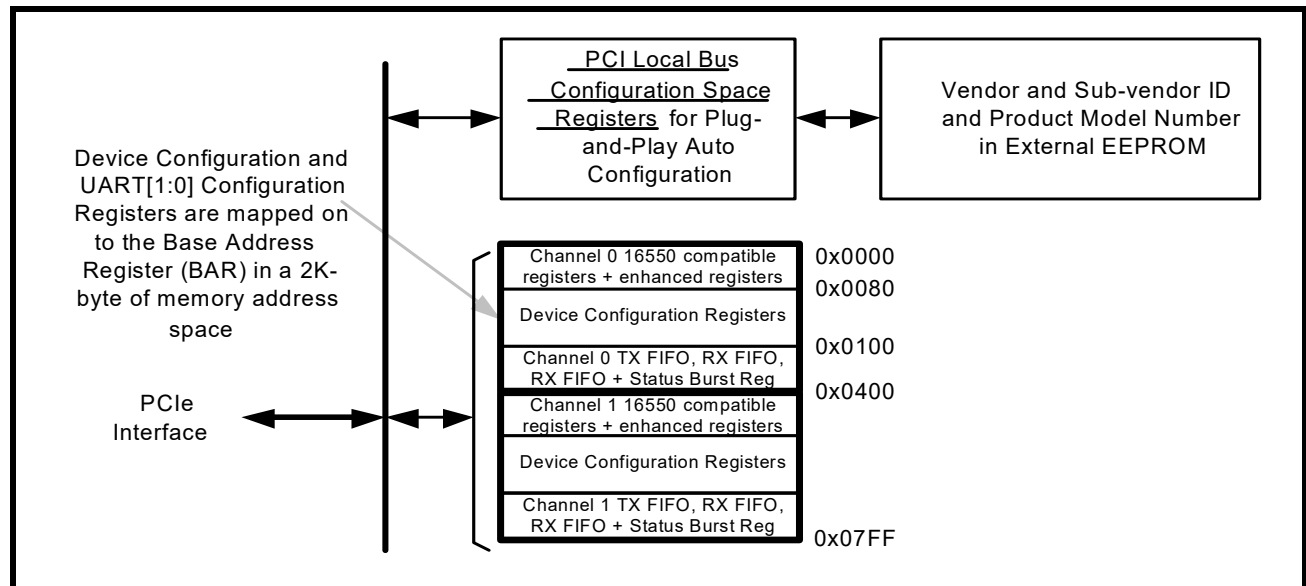 PCI Local Bus
Configuration Space
Registers for Plug-
and-Play Auto
Configuration
Vendor and Sub-vendor ID
and Product Model Number
in External EEPROM
Device Configuration and
UART[1:0] Configuration
Registers are mapped on
to the Base Address
Register (BAR) in a 2K-
byte of memory address
space
PCIe
Interface
Channel 0 16550 compatible
registers + enhanced registers
Device Configuration Registers
Channel 0 TX FIFO, RX FIFO,
RX FIFO + Status Burst Reg
Channel 1 16550 compatible
registers + enhanced registers
Device Configuration Registers
Channel 1 TX FIFO, RX FIFO,
RX FIFO + Status Burst Reg
0x0000
0x0080
0x0100
0x0400
0x07FF